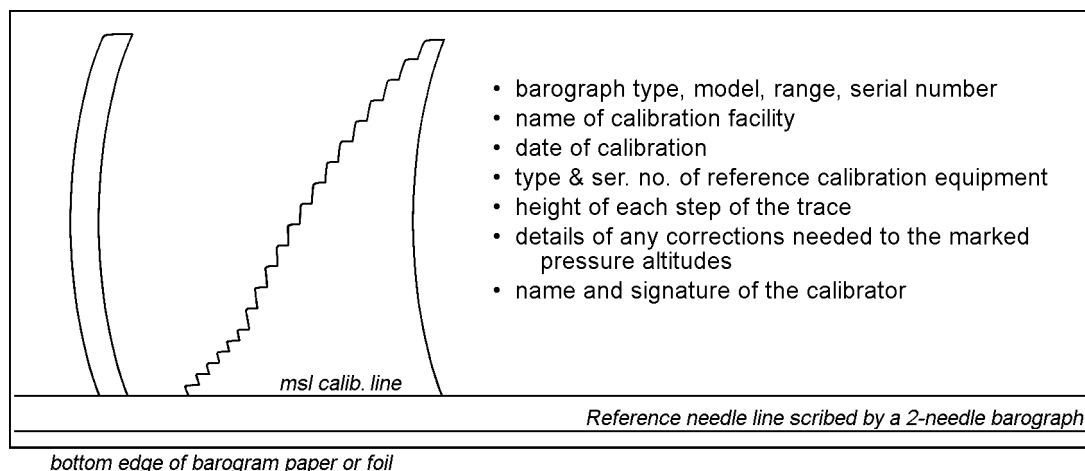 • barograph type, model, range, serial number
• name of calibration facility
• date of calibration
• type & ser. no. of reference calibration equipment
• height of each step of the trace
• details of any corrections needed to the marked
pressure altitudes
• name and signature of the calibrator
msl calib. line
Reference needle line scribed by a 2-needle barograph
bottom edge of barogram paper or foil